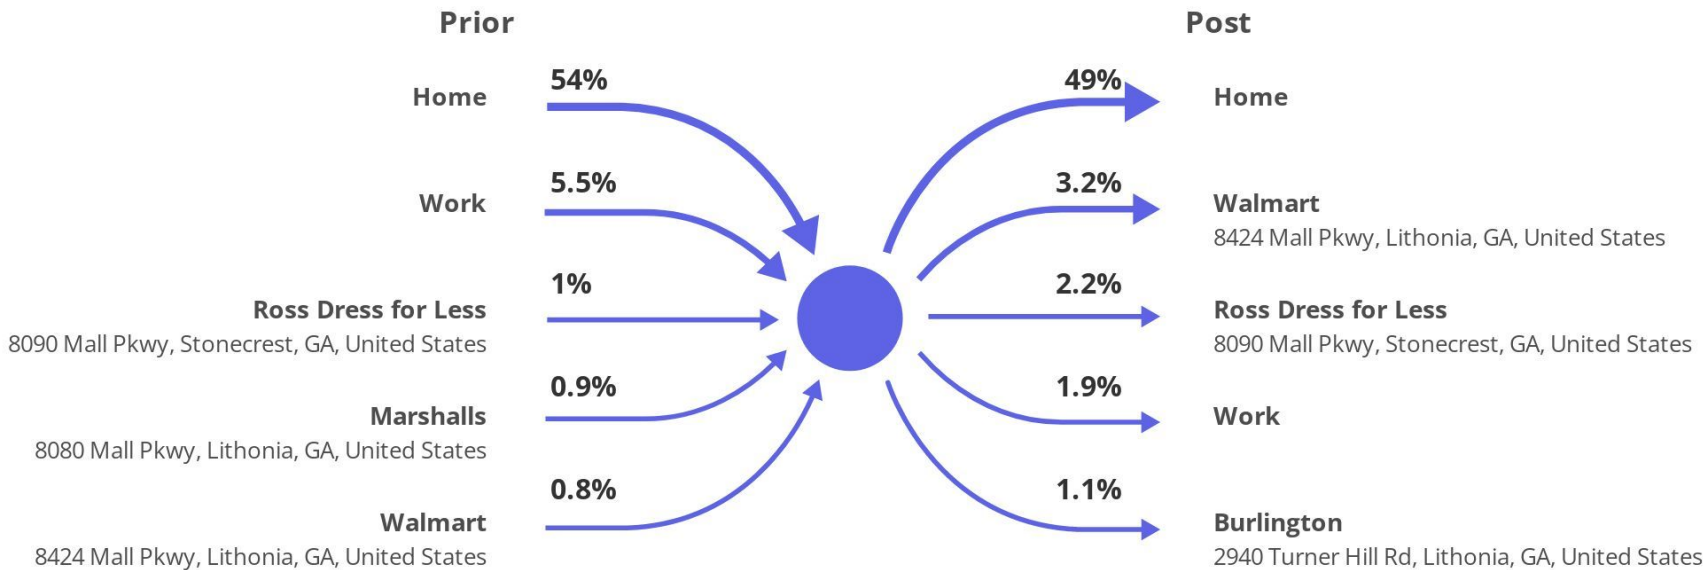 Prior
54%
Home
5.5%
Work
1%
Ross Dress for Less
8090 Mall Pkwy, Stonecrest, GA, United States
0.9%
Marshalls
8080 Mall Pkwy, Lithonia, GA, United States
0.8%
Walmart
8424 Mall Pkwy, Lithonia, GA, United States
Post
49%
Home
3.2%
Walmart
8424 Mall Pkwy, Lithonia, GA, United States
2.2%
Ross Dress for Less
8090 Mall Pkwy, Stonecrest, GA, United States
1.9%
Work
1.1%
Burlington
2940 Turner Hill Rd, Lithonia, GA, United States